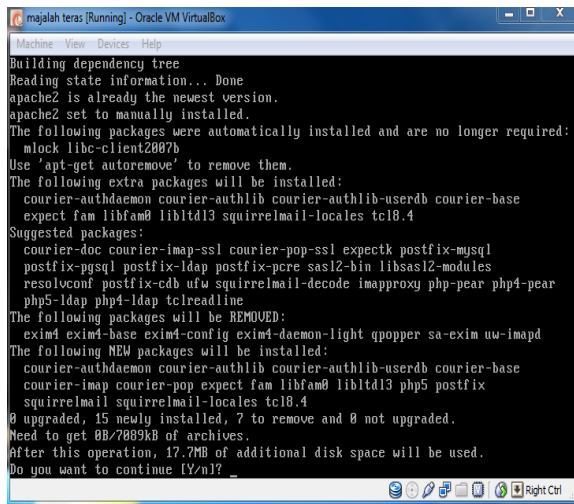 majalah teras [Running] - Oracle VM VirtualBox
Machine View Devices Help
Building dependency tree
Reading state information... Done
apache2 is already the newest version.
apache2 set to manually installed.
The following packages were automatically installed and are no longer required:
  mlock libc-client2007b
Use 'apt-get autoremove' to remove them.
The following extra packages will be installed:
  courier-authdaemon courier-authlib courier-authlib-userdb courier-base
  expect fam libfam0 libltdl3 squirrelmail-locales tcl8.4
Suggested packages:
  courier-doc courier-imap-ssl courier-pop-ssl expectk postfix-mysql
  postfix-pgsql postfix-ldap postfix-pcre sasl2-bin libsasl2-modules
  resolvconf postfix-cdb ufw squirrelmail-decode imapproxy php-pear php4-pear
  php5-ldap php4-ldap tclreadline
The following packages will be REMOVED:
  exim4 exim4-base exim4-config exim4-daemon-light qpopper sa-exim uw-imapd
The following NEW packages will be installed:
  courier-authdaemon courier-authlib courier-authlib-userdb courier-base
  courier-imap courier-pop expect fam libfam0 libltdl3 php5 postfix
  squirrelmail squirrelmail-locales tcl8.4
0 upgraded, 15 newly installed, 7 to remove and 0 not upgraded.
Need to get 0B/7089kB of archives.
After this operation, 17.7MB of additional disk space will be used.
Do you want to continue [Y/n]? _
Right Ctrl